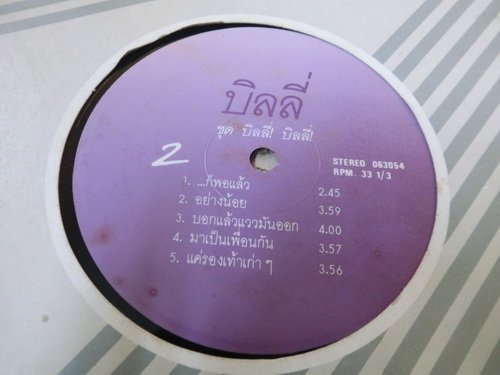 บิลลี่
ชุด บิลลี่! บิลลี่!
2
STEREO 063054
RPM. 33 1/3
1. ...ก็พอแล้ว 2.45
2. อย่างน้อย 3.59
3. บอกแล้วแววมันออก 4.00
4. มาเป็นเพื่อนกัน 3.57
5. แค่รองเท้าเก่า ๆ 3.56